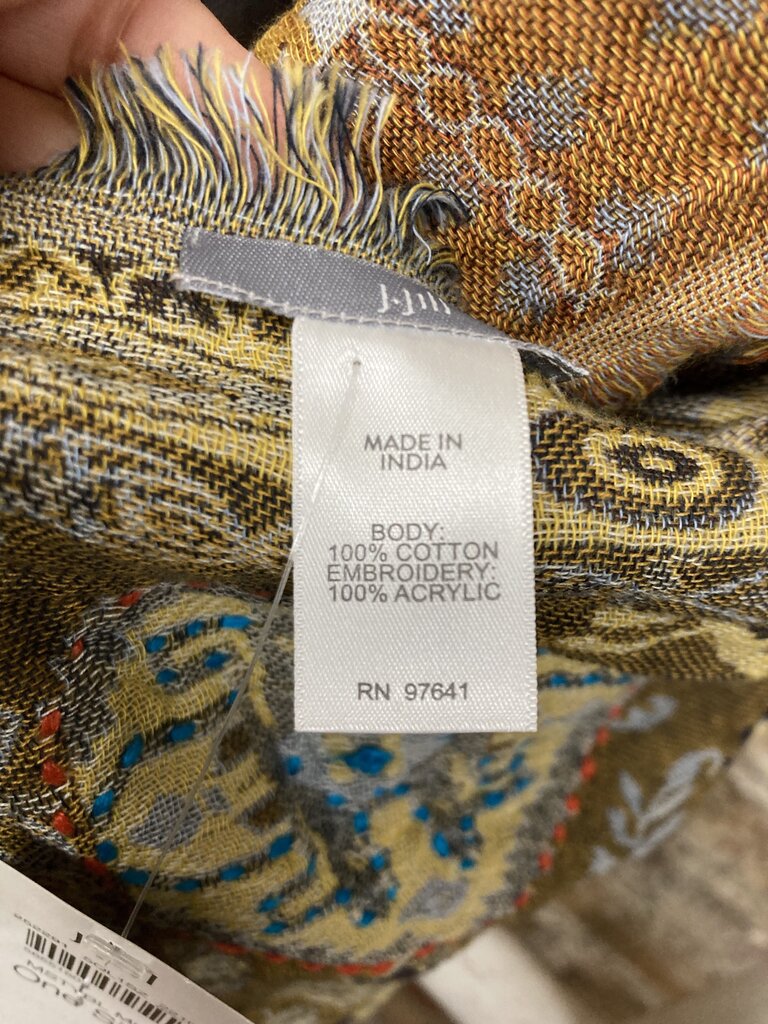 J.Jill
MADE IN
INDIA
BODY:
100% COTTON
EMBROIDERY:
100% ACRYLIC
RN 97641